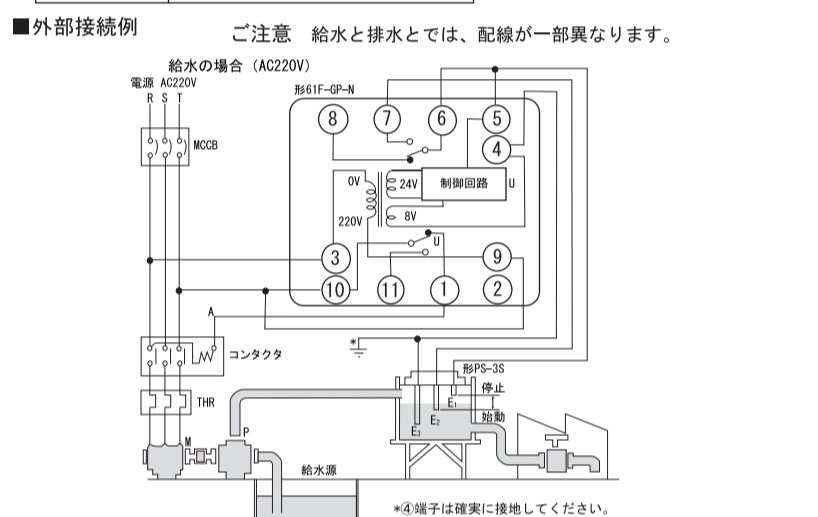 ■外部接続例
ご注意 給水と排水とでは、配線が一部異なります。
給水の場合（AC220V）
電源 AC220V
R S T
形61F-GP-N
8 7 6 5
4
MCCB
0V 24V 制御回路 U
220V 8V
U
3 9
10 11 1 2
A
コンタクタ
*
形PS-3S
停止
THR
E1
始動
E2
E3
M P
給水源
*④端子は確実に接地してください。